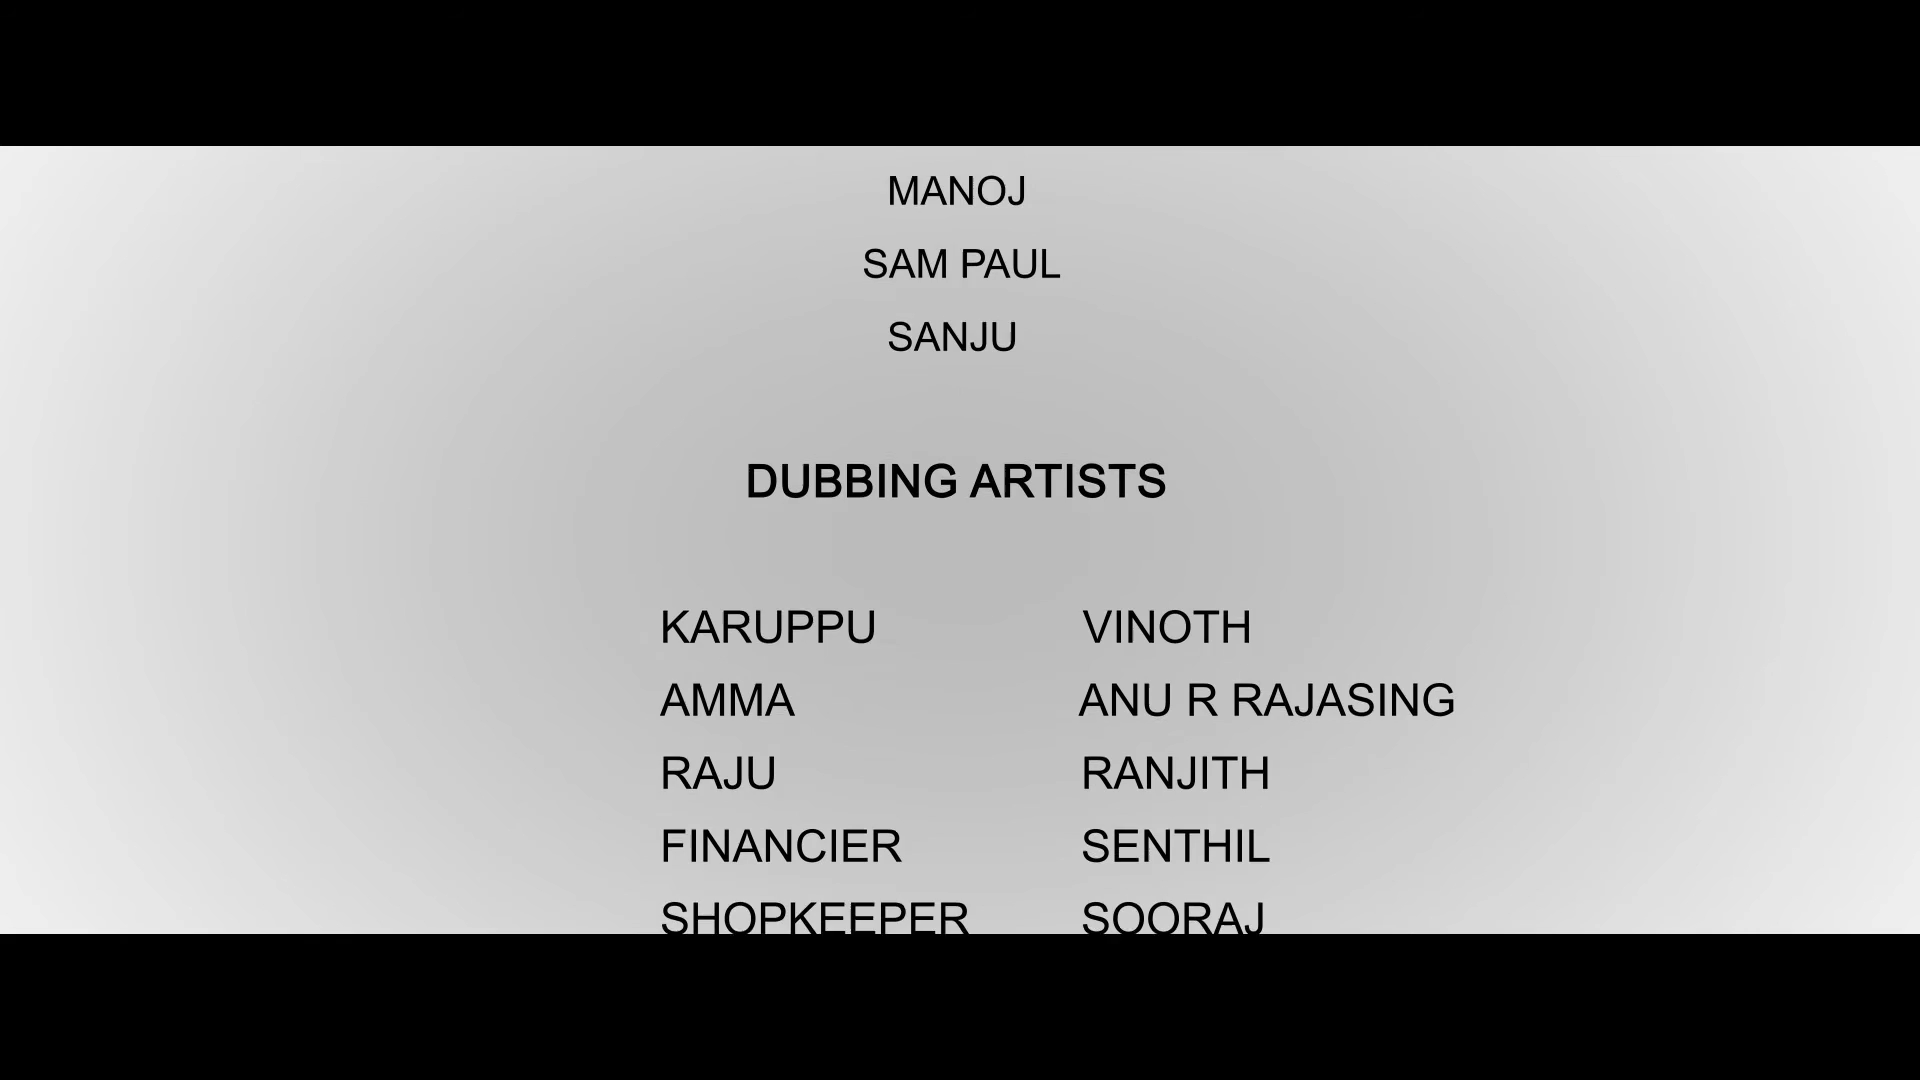 MANOJ
SAM PAUL
SANJU
DUBBING ARTISTS
KARUPPU VINOTH
AMMA ANU R RAJASING
RAJU RANJITH
FINANCIER SENTHIL
SHOPKEEPER SOORAJ